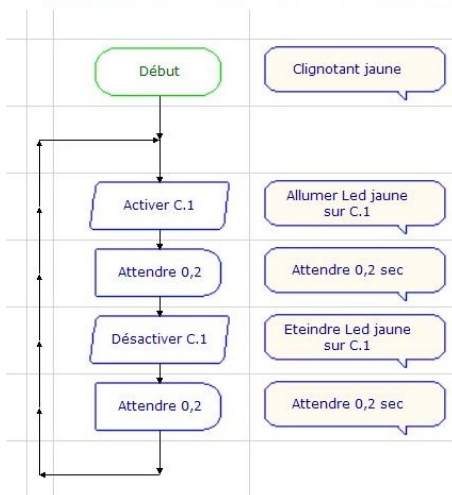 Début
Clignotant jaune
Activer C.1
Allumer Led jaune
sur C.1
Attendre 0,2
Attendre 0,2 sec
Désactiver C.1
Eteindre Led jaune
sur C.1
Attendre 0,2
Attendre 0,2 sec